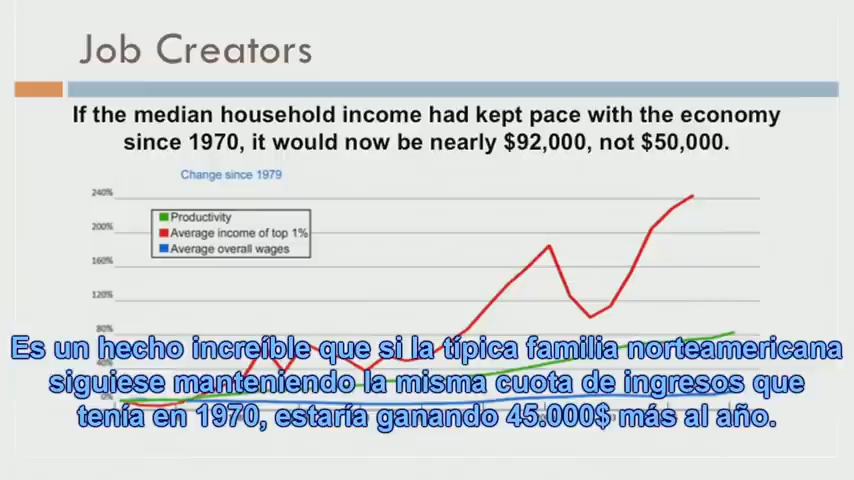 Job Creators
If the median household income had kept pace with the economy
since 1970, it would now be nearly $92,000, not $50,000.
Change since 1979
240%
Productivity
200%
Average income of top 1%
Average overall wages
160%
120%
80%
Es un hecho increíble que si la típica familia norteamericana
40%
siguiese manteniendo la misma cuota de ingresos que
0%
tenía en 1970, estaría ganando 45.000$ más al año.